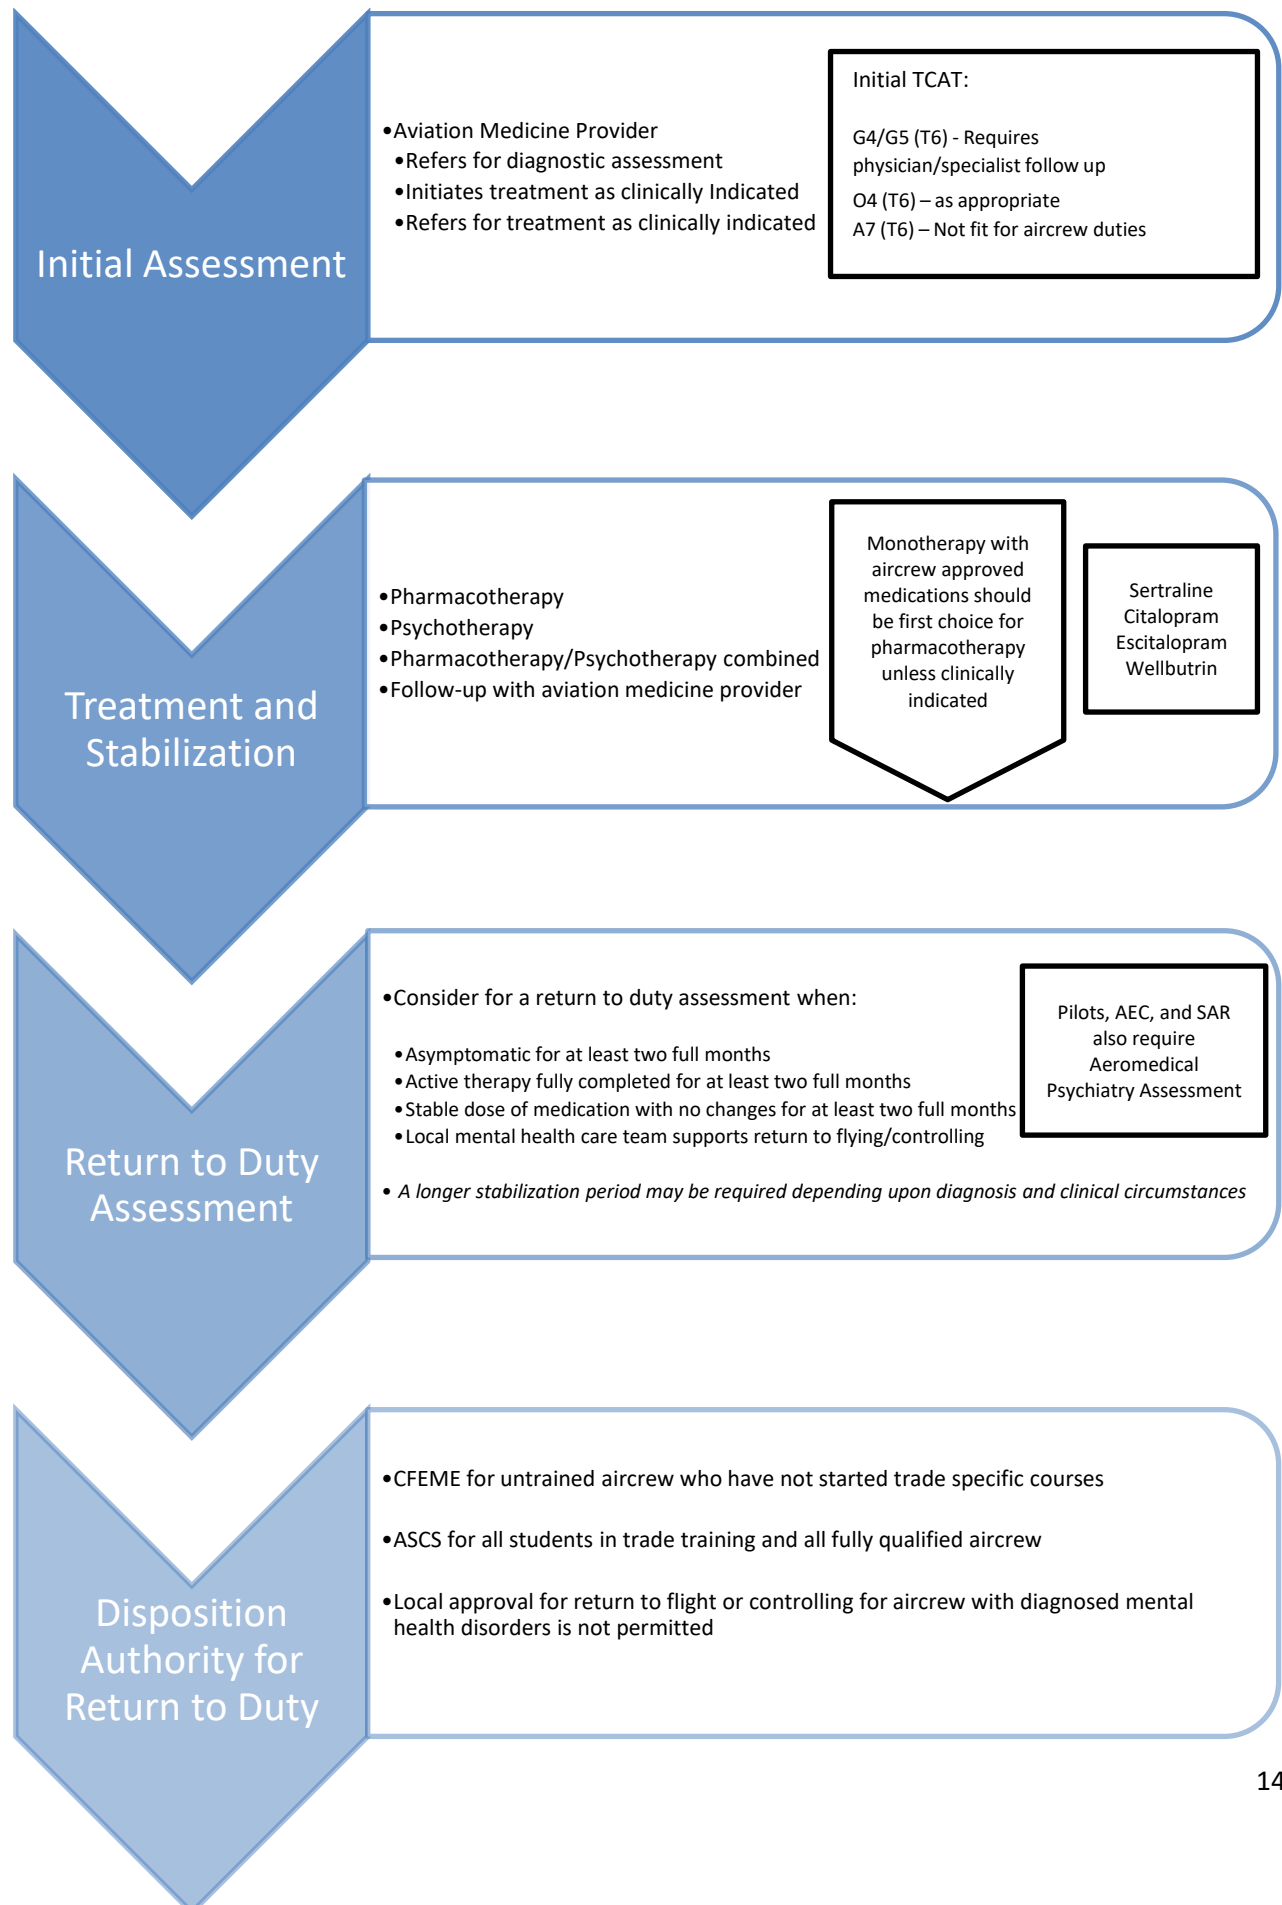 Initial Assessment
•Aviation Medicine Provider
•Refers for diagnostic assessment
•Initiates treatment as clinically Indicated
•Refers for treatment as clinically indicated
Initial TCAT:
G4/G5 (T6) - Requires
physician/specialist follow up
O4 (T6) – as appropriate
A7 (T6) – Not fit for aircrew duties
Treatment and
Stabilization
•Pharmacotherapy
•Psychotherapy
•Pharmacotherapy/Psychotherapy combined
•Follow-up with aviation medicine provider
Monotherapy with
aircrew approved
medications should
be first choice for
pharmacotherapy
unless clinically
indicated
Sertraline
Citalopram
Escitalopram
Wellbutrin
Return to Duty
Assessment
•Consider for a return to duty assessment when:
•Asymptomatic for at least two full months
•Active therapy fully completed for at least two full months
•Stable dose of medication with no changes for at least two full months
•Local mental health care team supports return to flying/controlling
• A longer stabilization period may be required depending upon diagnosis and clinical circumstances
Pilots, AEC, and SAR
also require
Aeromedical
Psychiatry Assessment
Disposition
Authority for
Return to Duty
•CFEME for untrained aircrew who have not started trade specific courses
•ASCS for all students in trade training and all fully qualified aircrew
•Local approval for return to flight or controlling for aircrew with diagnosed mental
health disorders is not permitted
14